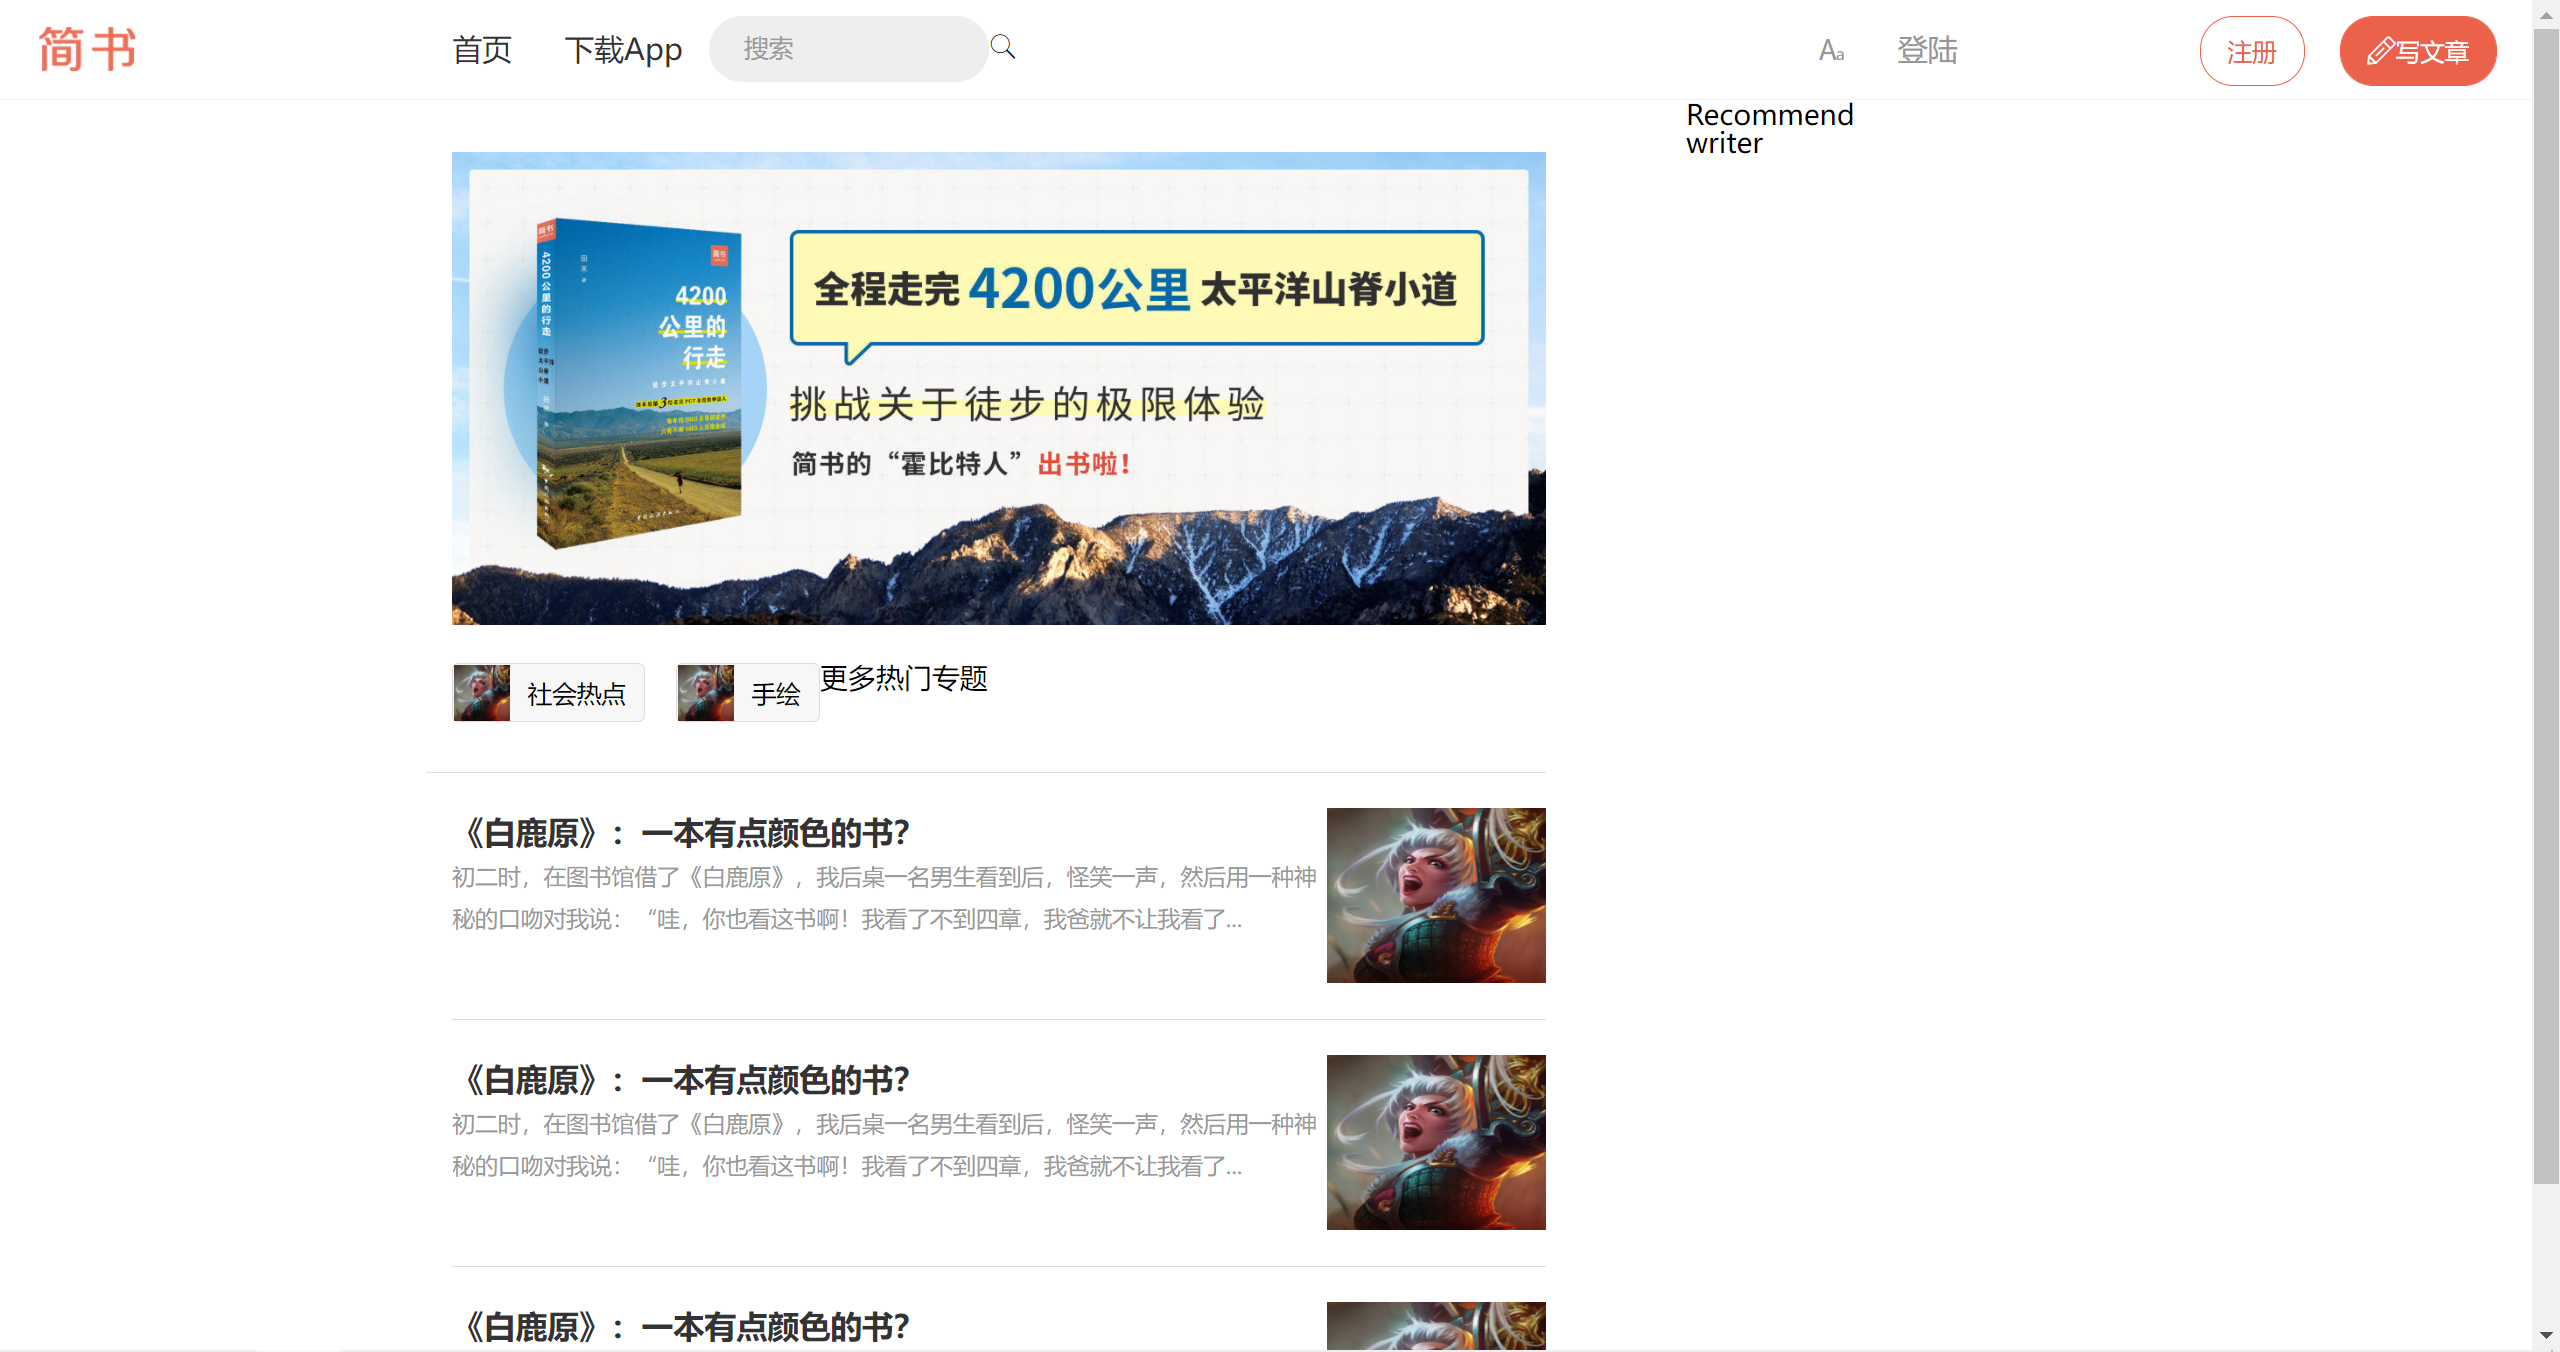 简书
首页
下载App
搜索
Aa
登陆
注册
写文章
Recommend
writer
简书
4200公里的行走
简书
4200
公里的
行走
全程走完 4200公里 太平洋山脊小道
挑战关于徒步的极限体验
简书的“霍比特人”出书啦！
社会热点
手绘
更多热门专题
《白鹿原》：一本有点颜色的书？
初二时，在图书馆借了《白鹿原》，我后桌一名男生看到后，怪笑一声，然后用一种神
秘的口吻对我说：“哇，你也看这书啊！我看了不到四章，我爸就不让我看了...
《白鹿原》：一本有点颜色的书？
初二时，在图书馆借了《白鹿原》，我后桌一名男生看到后，怪笑一声，然后用一种神
秘的口吻对我说：“哇，你也看这书啊！我看了不到四章，我爸就不让我看了...
《白鹿原》：一本有点颜色的书？